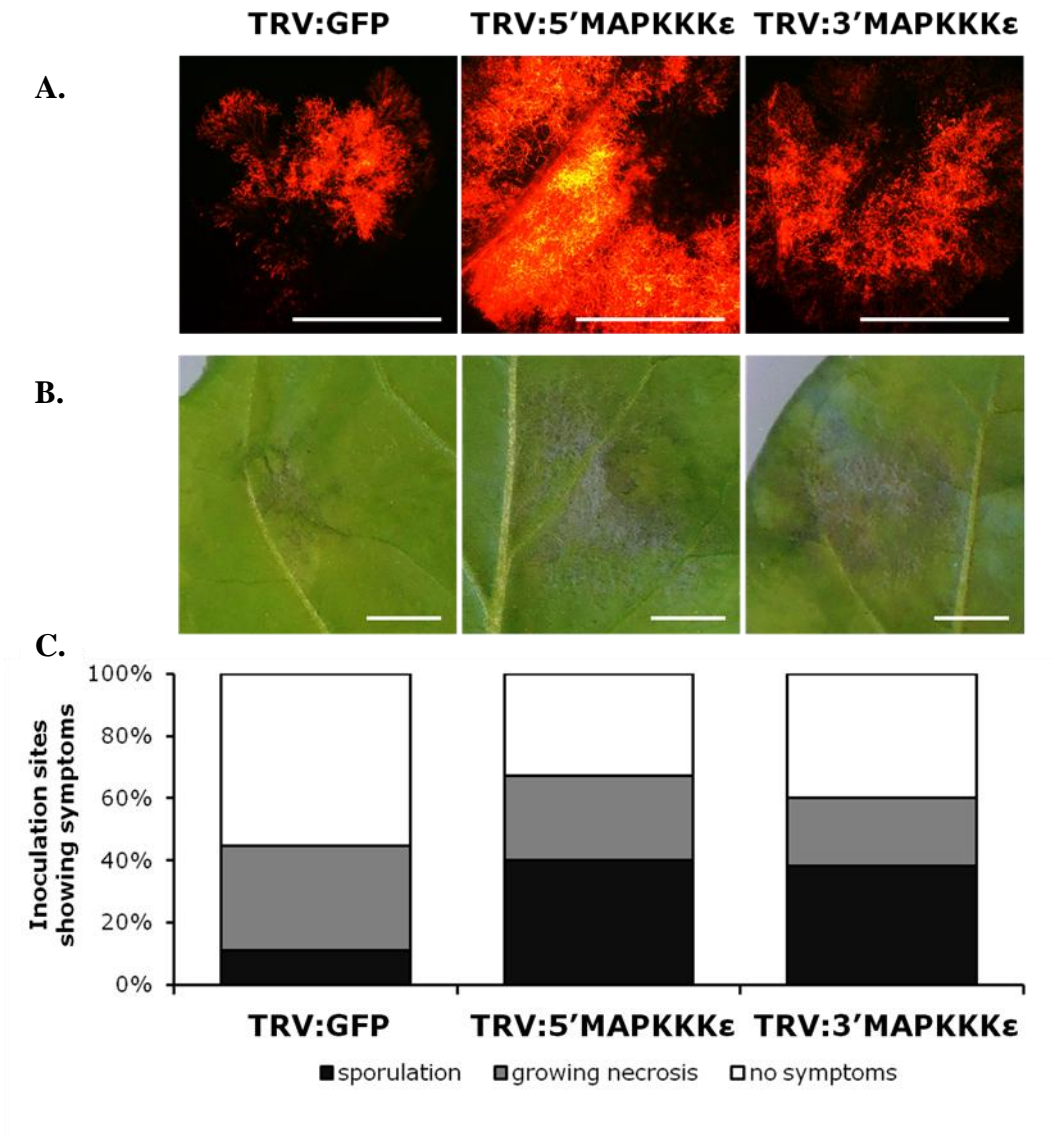 TRV:GFP TRV:5′MAPKKKε TRV:3′MAPKKKε
A.
B.
C.
Inoculation sites
showing symptoms
100%
80%
60%
40%
20%
0%
TRV:GFP TRV:5′MAPKKKε TRV:3′MAPKKKε
sporulation growing necrosis no symptoms